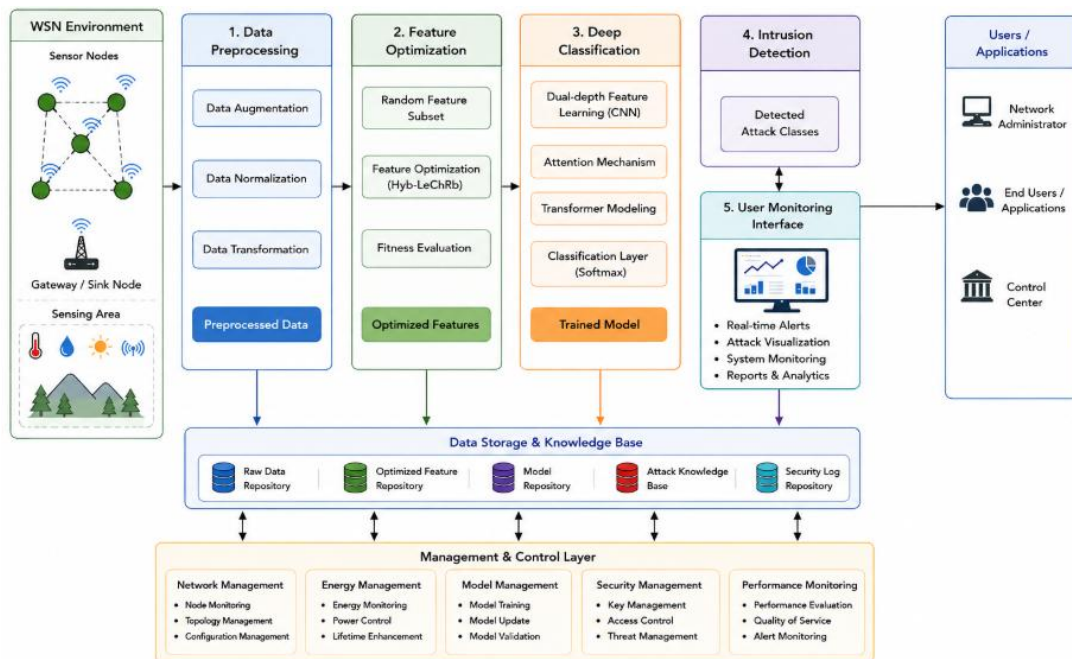 WSN Environment
Sensor Nodes
Gateway / Sink Node
Sensing Area
1. Data
Preprocessing
Data Augmentation
Data Normalization
Data Transformation
Preprocessed Data
2. Feature
Optimization
Random Feature
Subset
Feature Optimization
(Hyb-LeChRb)
Fitness Evaluation
Optimized Features
3. Deep
Classification
Dual-depth Feature
Learning (CNN)
Attention Mechanism
Transformer Modeling
Classification Layer
(Softmax)
Trained Model
4. Intrusion
Detection
Detected
Attack Classes
5. User Monitoring
Interface
• Real-time Alerts
• Attack Visualization
• System Monitoring
• Reports & Analytics
Users /
Applications
Network
Administrator
End Users /
Applications
Control
Center
Data Storage & Knowledge Base
Raw Data
Repository
Optimized Feature
Repository
Model
Repository
Attack Knowledge
Base
Security Log
Repository
Management & Control Layer
Network Management
• Node Monitoring
• Topology Management
• Configuration Management
Energy Management
• Energy Monitoring
• Power Control
• Lifetime Enhancement
Model Management
• Model Training
• Model Update
• Model Validation
Security Management
• Key Management
• Access Control
• Threat Management
Performance Monitoring
• Performance Evaluation
• Quality of Service
• Alert Monitoring